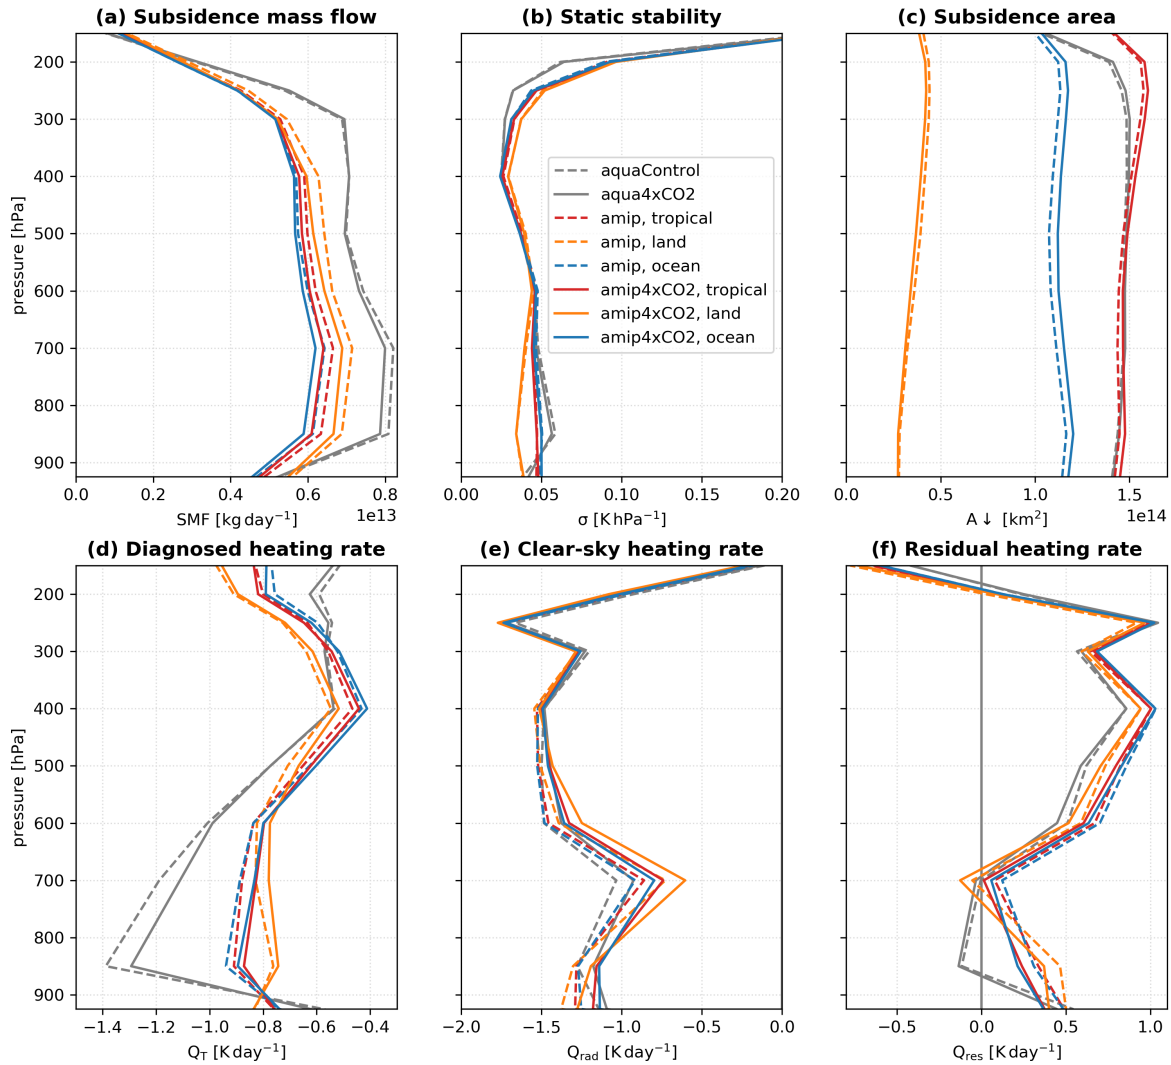 (a) Subsidence mass flow
(b) Static stability
(c) Subsidence area
pressure [hPa]
200
300
400
500
600
700
800
900
0.0 0.2 0.4 0.6 0.8
SMF [kg day⁻¹]
1e13
aquaControl
aqua4xCO2
amip, tropical
amip, land
amip, ocean
amip4xCO2, tropical
amip4xCO2, land
amip4xCO2, ocean
0.00 0.05 0.10 0.15 0.20
σ [K hPa⁻¹]
0.0 0.5 1.0 1.5
A↓ [km²]
1e14
(d) Diagnosed heating rate
(e) Clear-sky heating rate
(f) Residual heating rate
pressure [hPa]
200
300
400
500
600
700
800
900
−1.4 −1.2 −1.0 −0.8 −0.6 −0.4
Q_T [K day⁻¹]
−2.0 −1.5 −1.0 −0.5 0.0
Q_rad [K day⁻¹]
−0.5 0.0 0.5 1.0
Q_res [K day⁻¹]